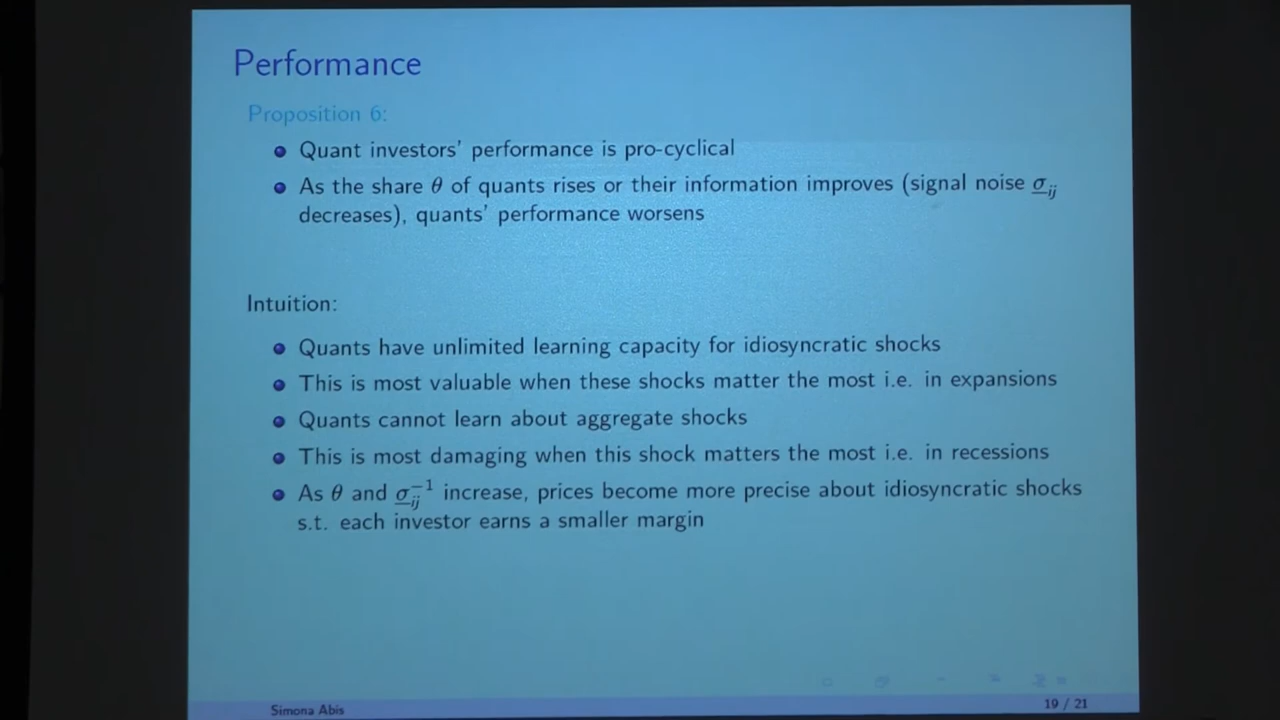 Performance
Proposition 6:
Quant investors' performance is pro-cyclical
As the share θ of quants rises or their information improves (signal noise σ̲ᵢⱼ
decreases), quants' performance worsens
Intuition:
Quants have unlimited learning capacity for idiosyncratic shocks
This is most valuable when these shocks matter the most i.e. in expansions
Quants cannot learn about aggregate shocks
This is most damaging when this shock matters the most i.e. in recessions
As θ and σ̲ᵢⱼ⁻¹ increase, prices become more precise about idiosyncratic shocks
s.t. each investor earns a smaller margin
Simona Abis
19 / 21